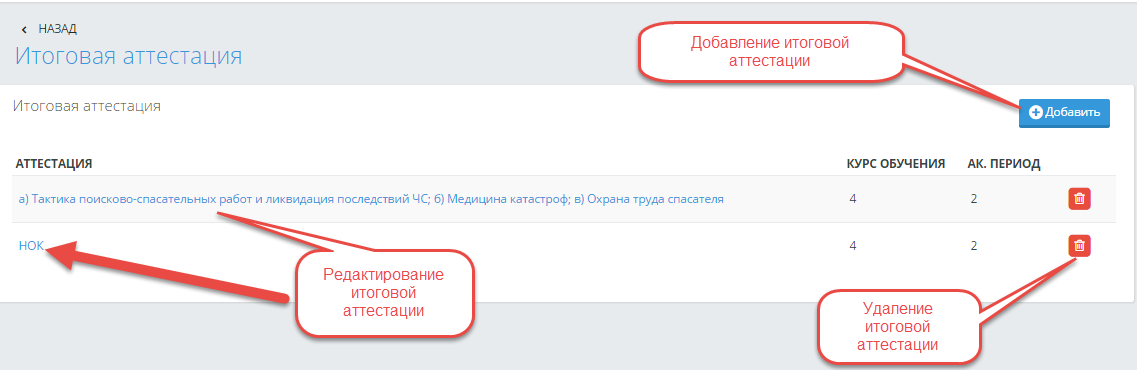 НАЗАД
Итоговая аттестация
Добавление итоговой
аттестации
Итоговая аттестация
Добавить
АТТЕСТАЦИЯ КУРС ОБУЧЕНИЯ АК. ПЕРИОД
а) Тактика поисково-спасательных работ и ликвидация последствий ЧС; б) Медицина катастроф; в) Охрана труда спасателя 4 2
НОК 4 2
Редактирование
итоговой
аттестации
Удаление
итоговой
аттестации